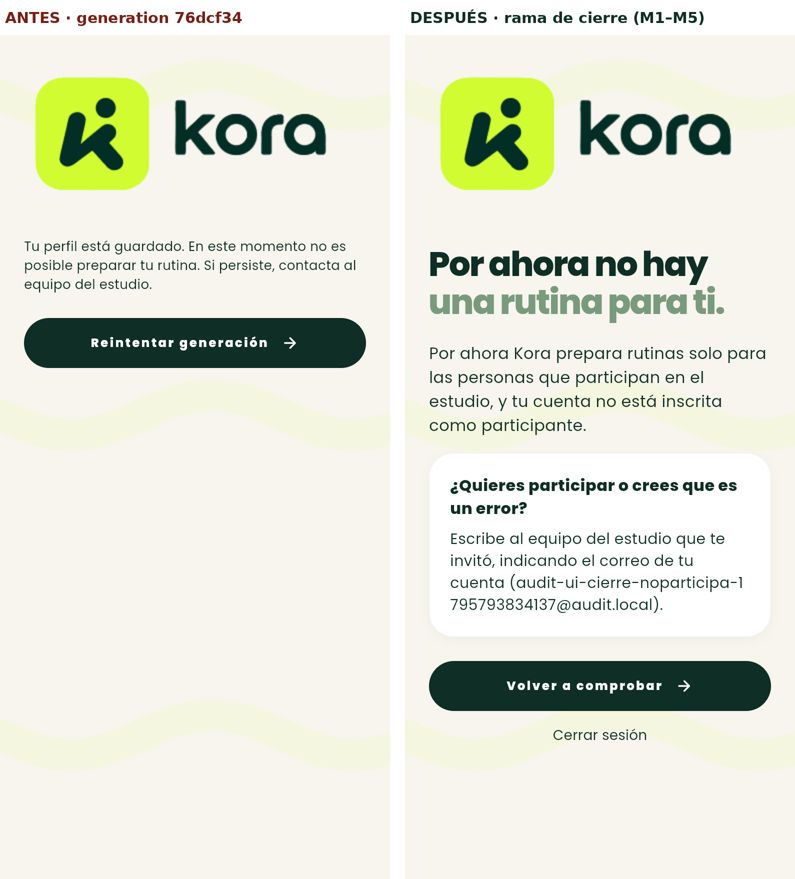 ANTES · generation 76dcf34
kora
Tu perfil está guardado. En este momento no es
posible preparar tu rutina. Si persiste, contacta al
equipo del estudio.
Reintentar generación →
DESPUÉS · rama de cierre (M1–M5)
kora
Por ahora no hay
una rutina para ti.
Por ahora Kora prepara rutinas solo para
las personas que participan en el
estudio, y tu cuenta no está inscrita
como participante.
¿Quieres participar o crees que es
un error?
Escribe al equipo del estudio que te
invitó, indicando el correo de tu
cuenta (audit-ui-cierre-noparticipa-1
795793834137@audit.local).
Volver a comprobar →
Cerrar sesión